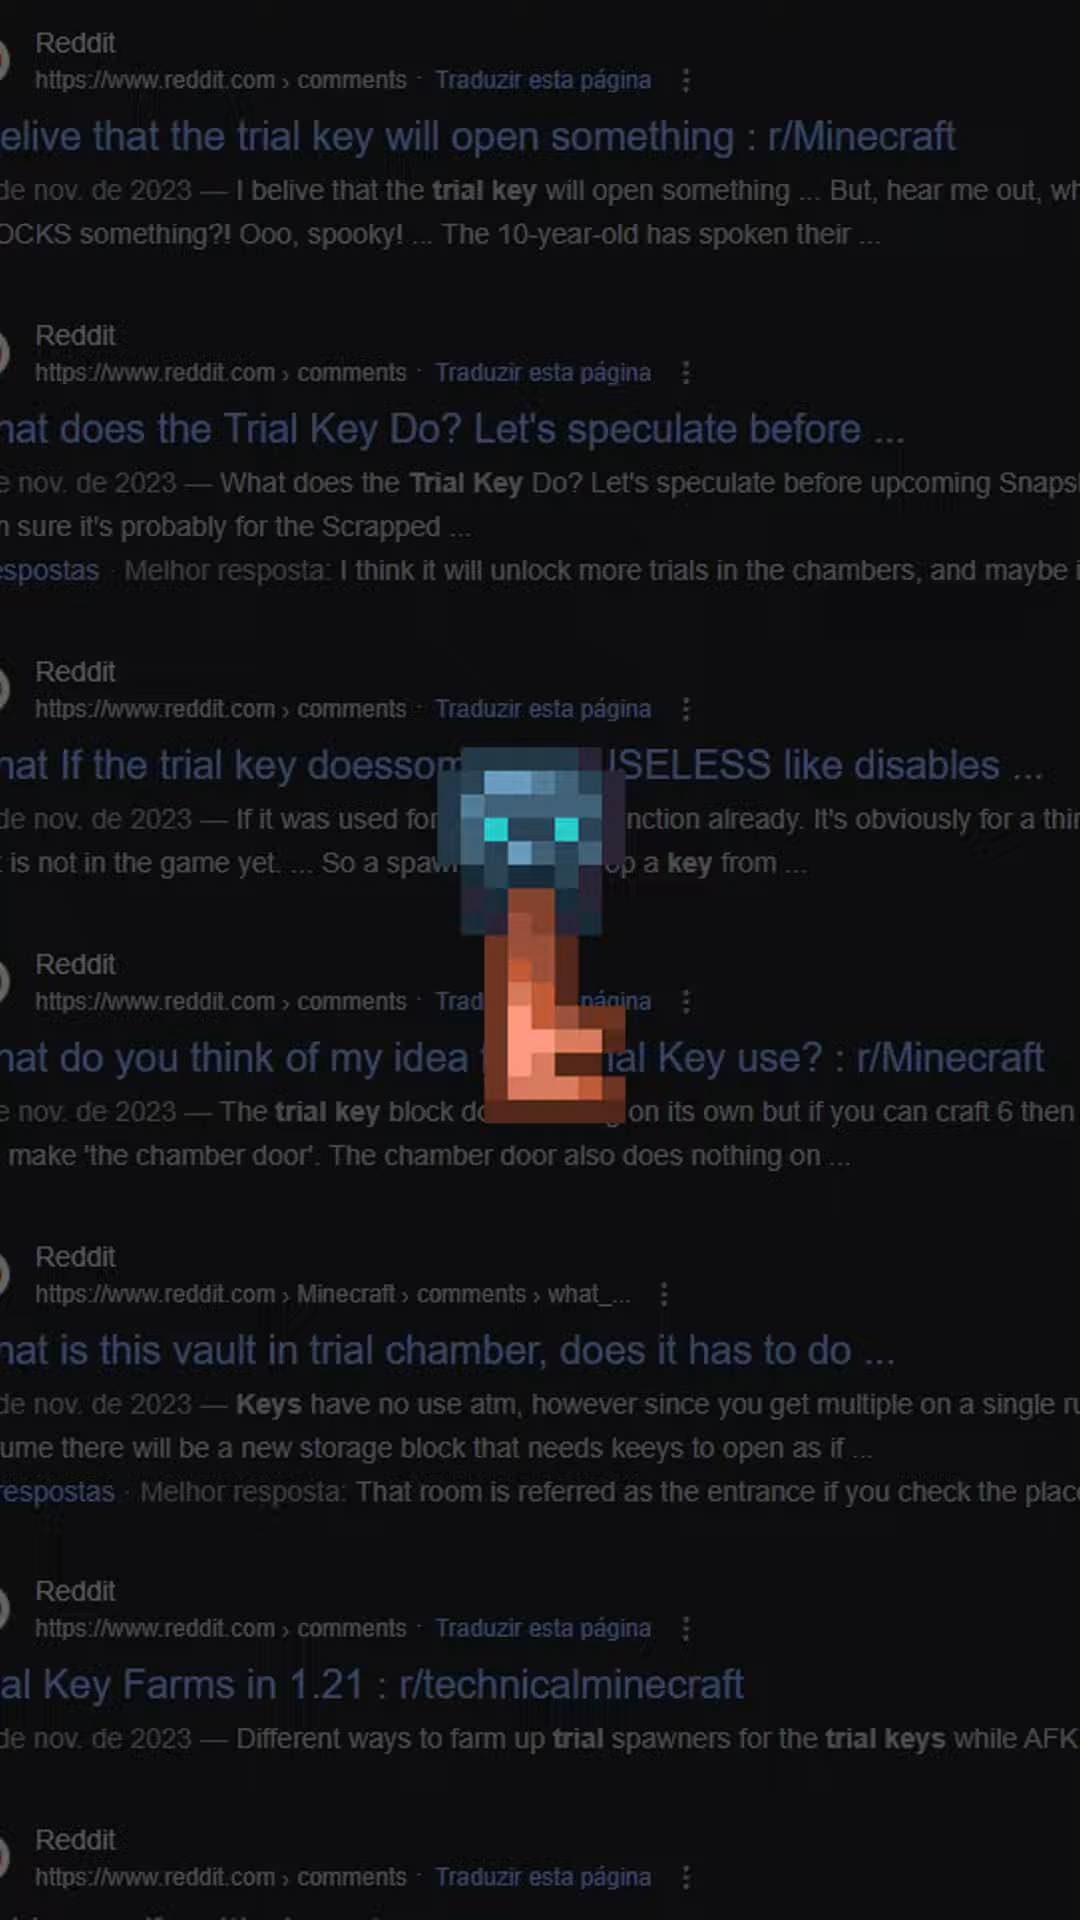 Reddit
https://www.reddit.com › comments · Traduzir esta página
elive that the trial key will open something : r/Minecraft
de nov. de 2023 — I belive that the trial key will open something ... But, hear me out, wh
OCKS something?! Ooo, spooky! ... The 10-year-old has spoken their ...
Reddit
https://www.reddit.com › comments · Traduzir esta página
hat does the Trial Key Do? Let's speculate before ...
e nov. de 2023 — What does the Trial Key Do? Let's speculate before upcoming Snaps
n sure it's probably for the Scrapped ...
espostas · Melhor resposta: I think it will unlock more trials in the chambers, and maybe i
Reddit
https://www.reddit.com › comments · Traduzir esta página
hat If the trial key doessom SELESS like disables ...
de nov. de 2023 — If it was used for nction already. It's obviously for a thin
t is not in the game yet. ... So a spaw op a key from ...
Reddit
https://www.reddit.com › comments · Trad página
hat do you think of my idea ial Key use? : r/Minecraft
e nov. de 2023 — The trial key block do on its own but if you can craft 6 then
make 'the chamber door'. The chamber door also does nothing on ...
Reddit
https://www.reddit.com › Minecraft › comments › what_...
hat is this vault in trial chamber, does it has to do ...
de nov. de 2023 — Keys have no use atm, however since you get multiple on a single ru
ume there will be a new storage block that needs keeys to open as if ...
respostas · Melhor resposta: That room is referred as the entrance if you check the place
Reddit
https://www.reddit.com › comments · Traduzir esta página
al Key Farms in 1.21 : r/technicalminecraft
de nov. de 2023 — Different ways to farm up trial spawners for the trial keys while AFK
Reddit
https://www.reddit.com › comments · Traduzir esta página